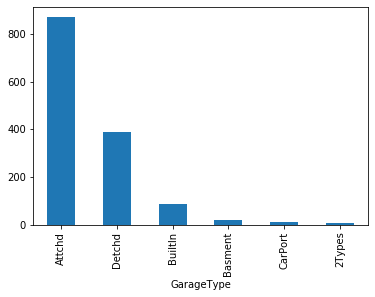 800
600
400
200
0
Attchd
Detchd
BuiltIn
Basment
CarPort
2Types
GarageType